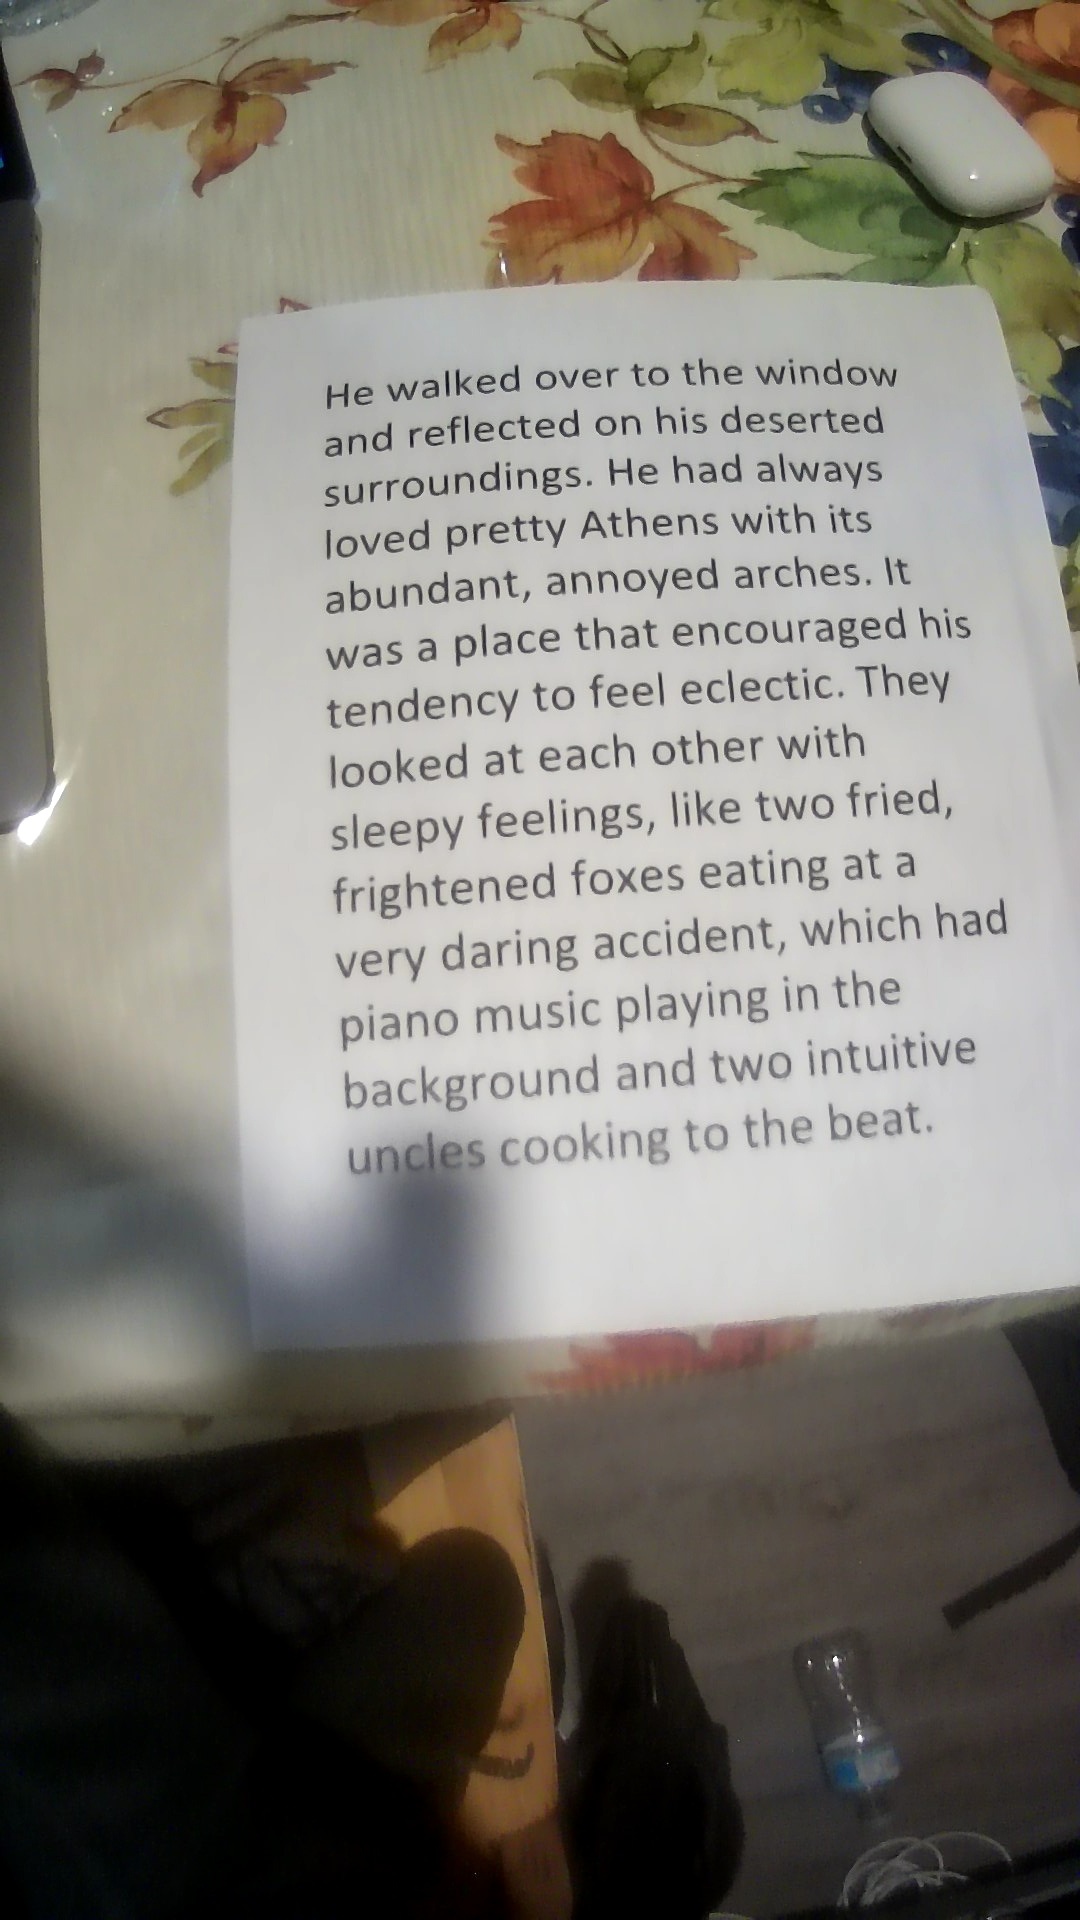 He walked over to the window
and reflected on his deserted
surroundings. He had always
loved pretty Athens with its
abundant, annoyed arches. It
was a place that encouraged his
tendency to feel eclectic. They
looked at each other with
sleepy feelings, like two fried,
frightened foxes eating at a
very daring accident, which had
piano music playing in the
background and two intuitive
uncles cooking to the beat.